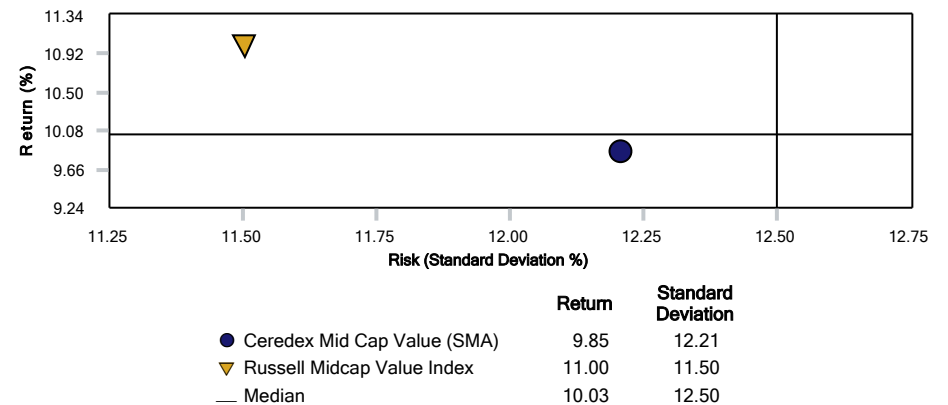 11.34
10.92
10.50
10.08
9.66
9.24
Return (%)
11.25 11.50 11.75 12.00 12.25 12.50 12.75
Risk (Standard Deviation %)
Return Standard Deviation
Ceredex Mid Cap Value (SMA) 9.85 12.21
Russell Midcap Value Index 11.00 11.50
Median 10.03 12.50